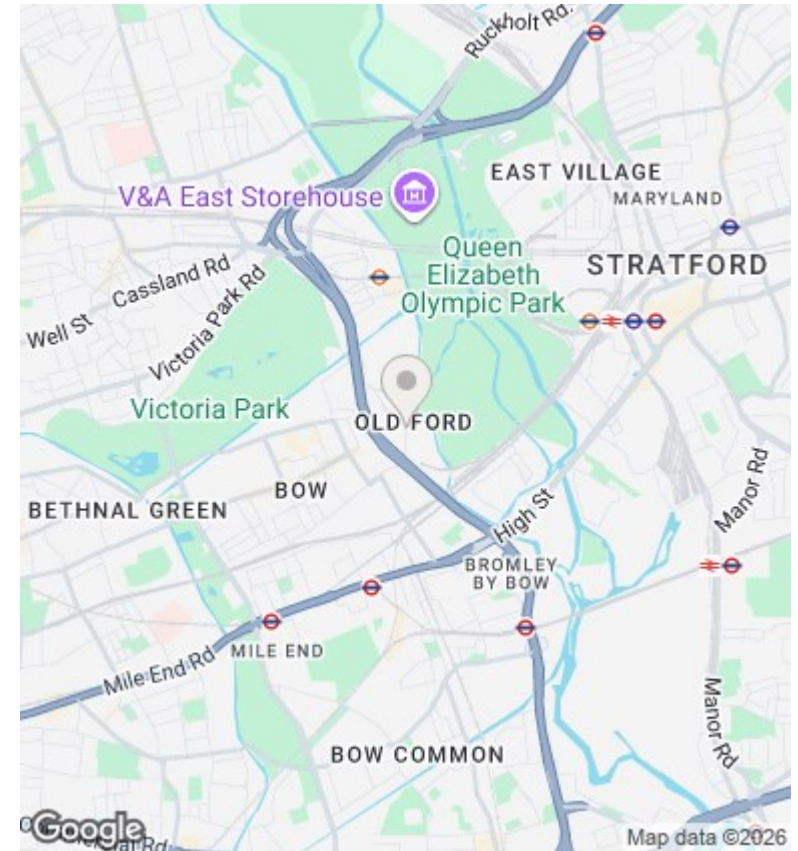 Ruckholt Rd.
EAST VILLAGE
V&A East Storehouse
MARYLAND
Queen
Elizabeth
Olympic Park
STRATFORD
Cassland Rd
Well St
Victoria Park Rd
Victoria Park
OLD FORD
BOW
BETHNAL GREEN
High St
Manor Rd
BROMLEY
BY BOW
MILE END
Mile End Rd
Manor Rd
BOW COMMON
Google
Map data ©2026